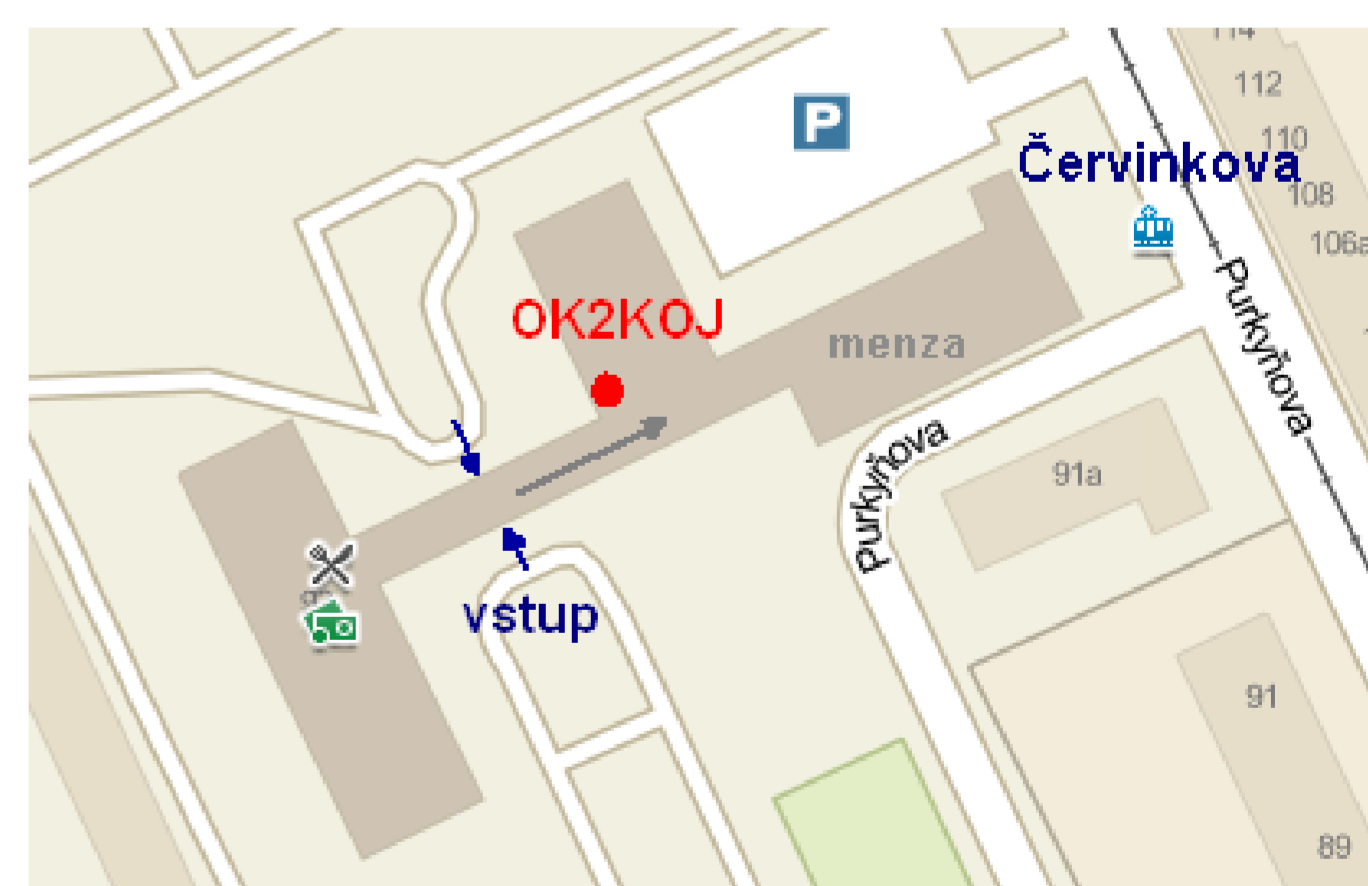 114
112
P
110
Červinkova
108
106a
Purkyňova
OK2KOJ
menza
Purkyňova
91a
vstup
91
89